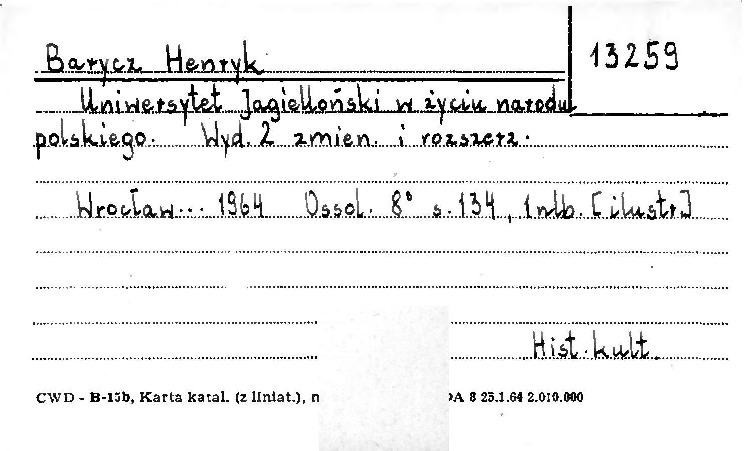 Barycz Henryk
13259
Uniwersytet Jagielloński w życiu narodu
polskiego. Wyd. 2 zmien. i rozszerz.
Wrocław... 1964 Ossol. 8° s. 134, 1 nlb. [ilustr]
Hist. kult.
CWD - B-15b, Karta katal. (z liniat.), DA 8 25.1.64 2.010.000